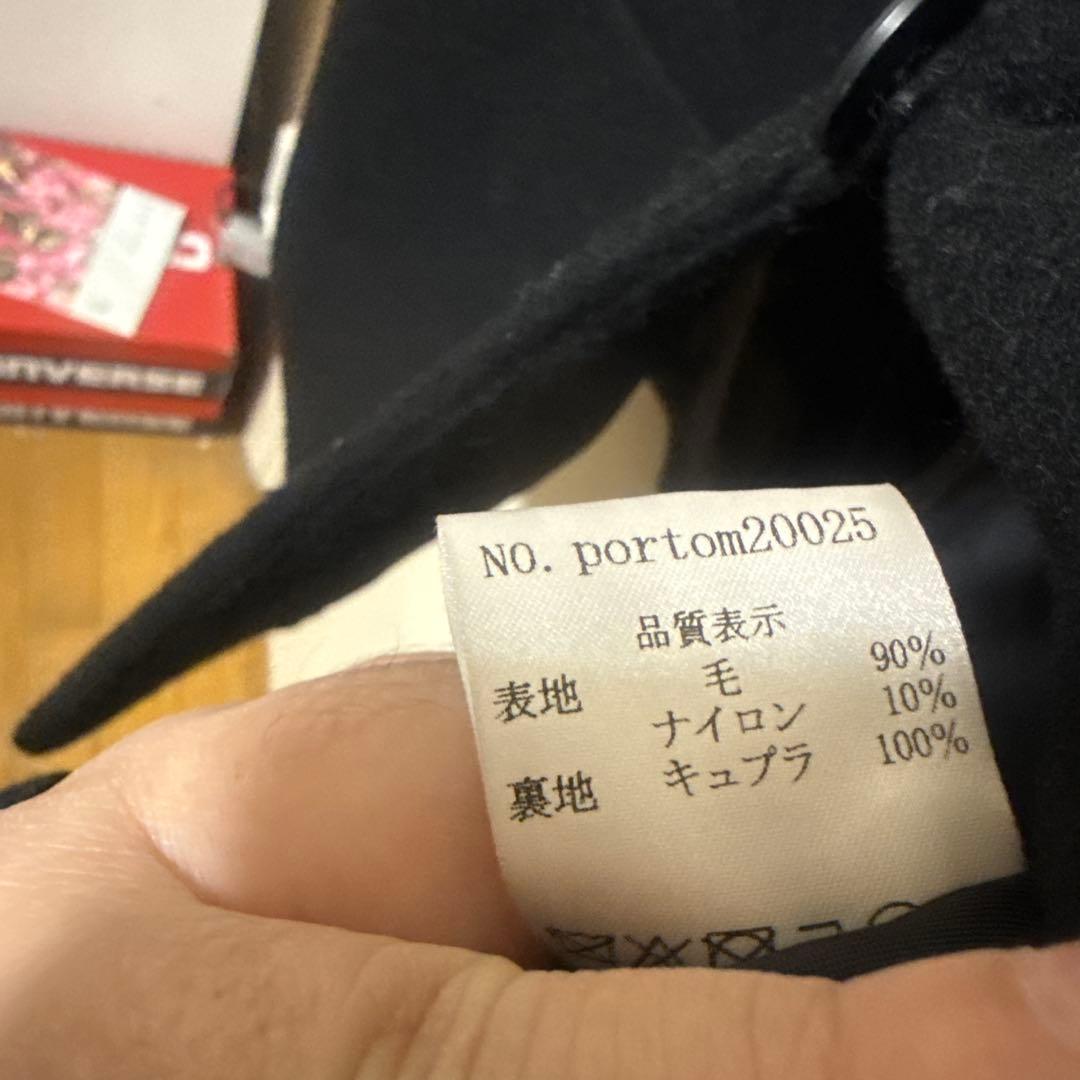 NO. portom20025
品質表示
表地 毛 90%
ナイロン 10%
裏地 キュプラ 100%